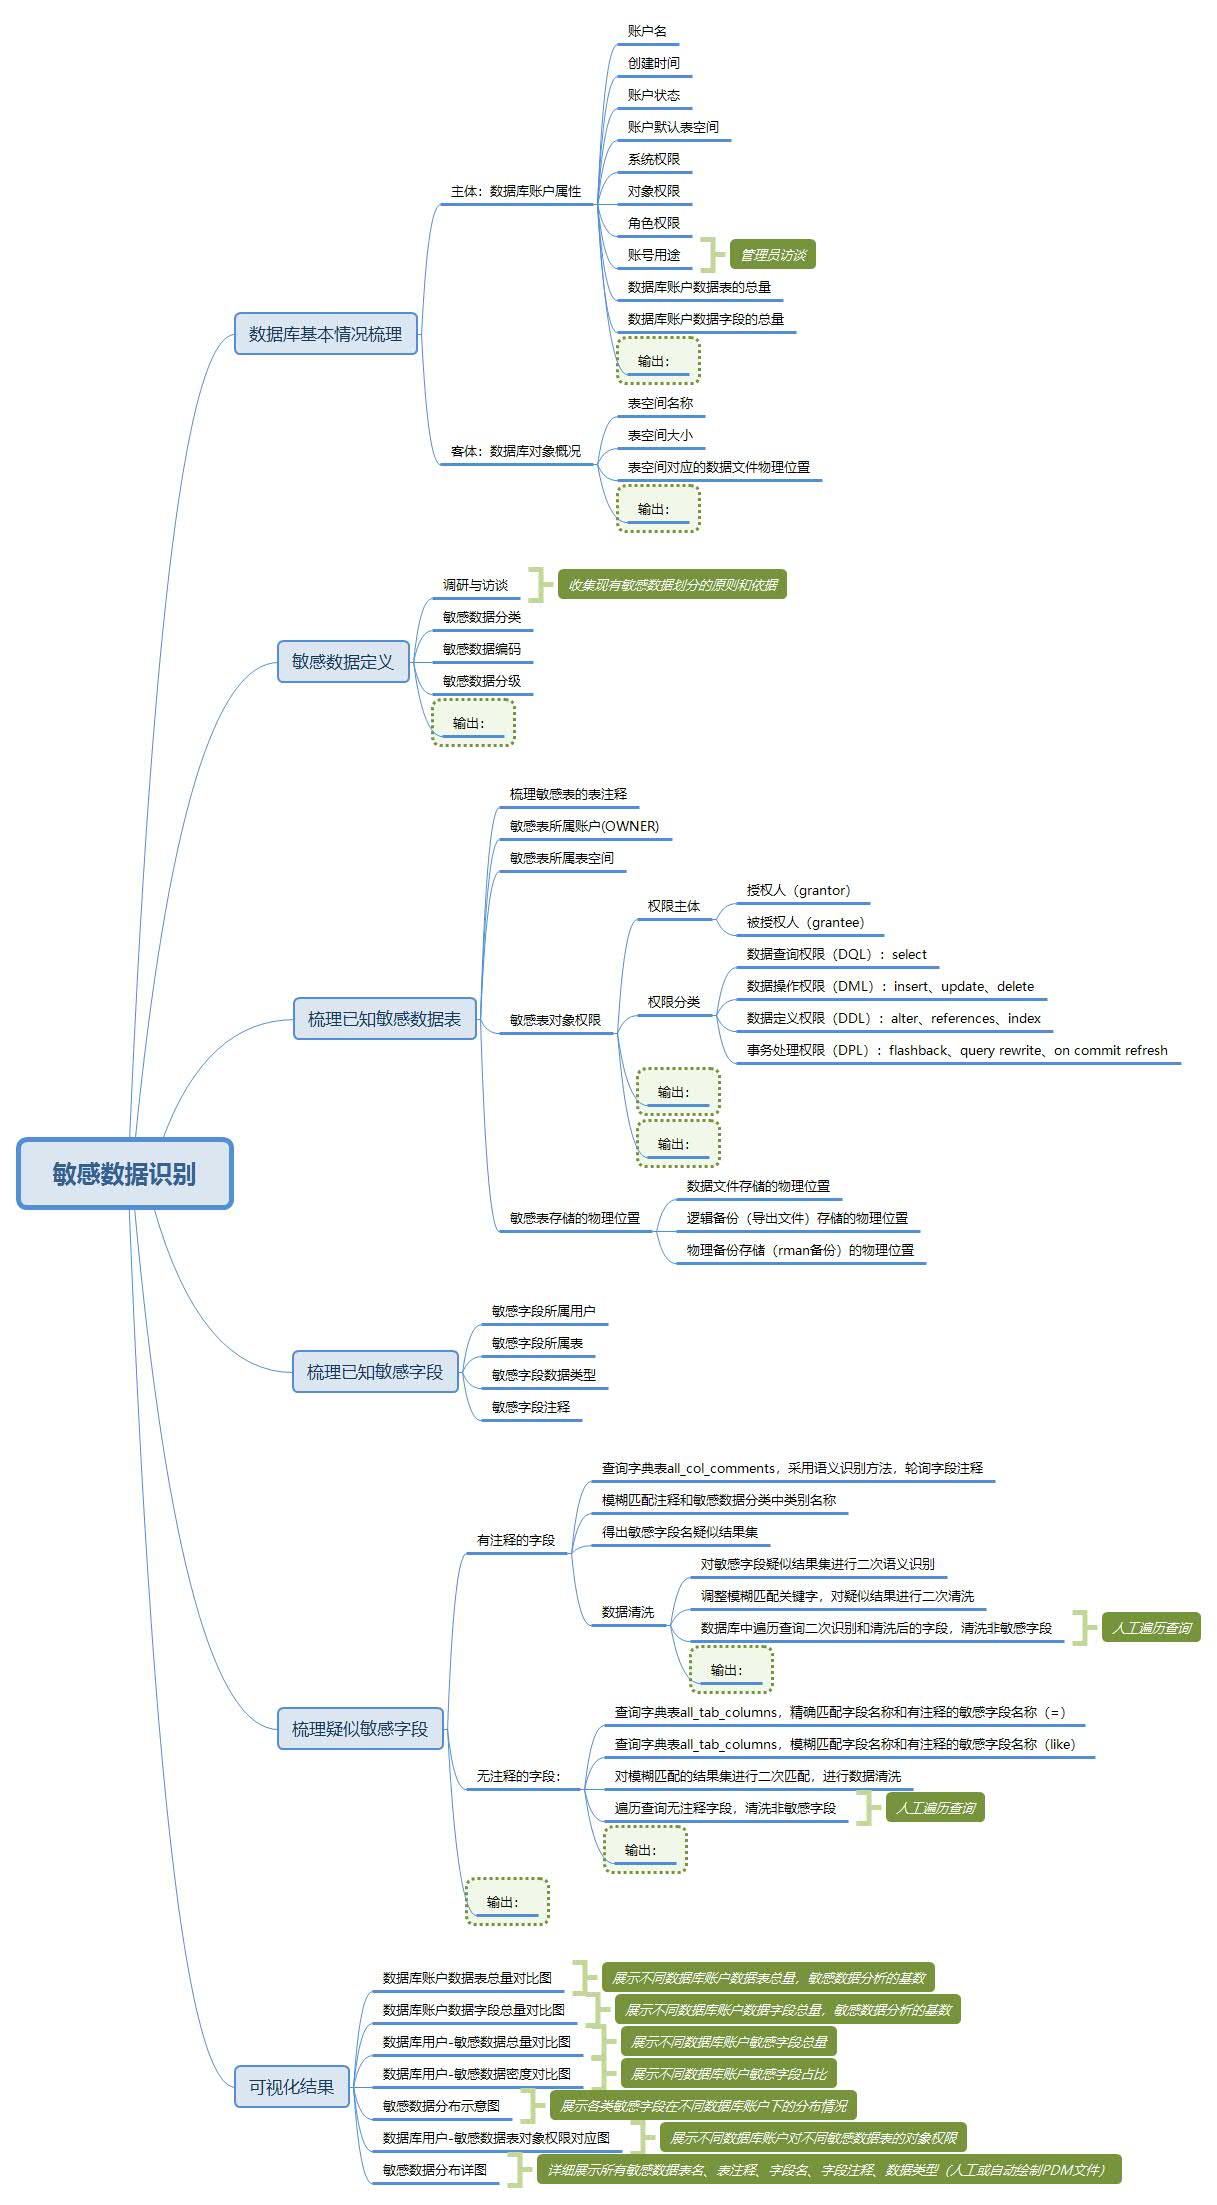 敏感数据识别
数据库基本情况梳理
主体：数据库账户属性
账户名
创建时间
账户状态
账户默认表空间
系统权限
对象权限
角色权限
账号用途
管理员访谈
数据库账户数据表的总量
数据库账户数据字段的总量
输出：
客体：数据库对象概况
表空间名称
表空间大小
表空间对应的数据文件物理位置
输出：
敏感数据定义
调研与访谈
收集现有敏感数据划分的原则和依据
敏感数据分类
敏感数据编码
敏感数据分级
输出：
梳理已知敏感数据表
梳理敏感表的表注释
敏感表所属账户(OWNER)
敏感表所属表空间
敏感表对象权限
权限主体
授权人（grantor）
被授权人（grantee）
权限分类
数据查询权限（DQL）：select
数据操作权限（DML）：insert、update、delete
数据定义权限（DDL）：alter、references、index
事务处理权限（DPL）：flashback、query rewrite、on commit refresh
输出：
输出：
敏感表存储的物理位置
数据文件存储的物理位置
逻辑备份（导出文件）存储的物理位置
物理备份存储（rman备份）的物理位置
梳理已知敏感字段
敏感字段所属用户
敏感字段所属表
敏感字段数据类型
敏感字段注释
梳理疑似敏感字段
有注释的字段
查询字典表all_col_comments，采用语义识别方法，轮询字段注释
模糊匹配注释和敏感数据分类中类别名称
得出敏感字段名疑似结果集
数据清洗
对敏感字段疑似结果集进行二次语义识别
调整模糊匹配关键字，对疑似结果进行二次清洗
数据库中遍历查询二次识别和清洗后的字段，清洗非敏感字段
人工遍历查询
输出：
无注释的字段：
查询字典表all_tab_columns，精确匹配字段名称和有注释的敏感字段名称（=）
查询字典表all_tab_columns，模糊匹配字段名称和有注释的敏感字段名称（like）
对模糊匹配的结果集进行二次匹配，进行数据清洗
遍历查询无注释字段，清洗非敏感字段
人工遍历查询
输出：
输出：
可视化结果
数据库账户数据表总量对比图
展示不同数据库账户数据表总量，敏感数据分析的基数
数据库账户数据字段总量对比图
展示不同数据库账户数据字段总量，敏感数据分析的基数
数据库用户-敏感数据总量对比图
展示不同数据库账户敏感字段总量
数据库用户-敏感数据密度对比图
展示不同数据库账户敏感字段占比
敏感数据分布示意图
展示各类敏感字段在不同数据库账户下的分布情况
数据库用户-敏感数据表对象权限对应图
展示不同数据库账户对不同敏感数据表的对象权限
敏感数据分布详图
详细展示所有敏感数据表名、表注释、字段名、字段注释、数据类型（人工或自动绘制PDM文件）